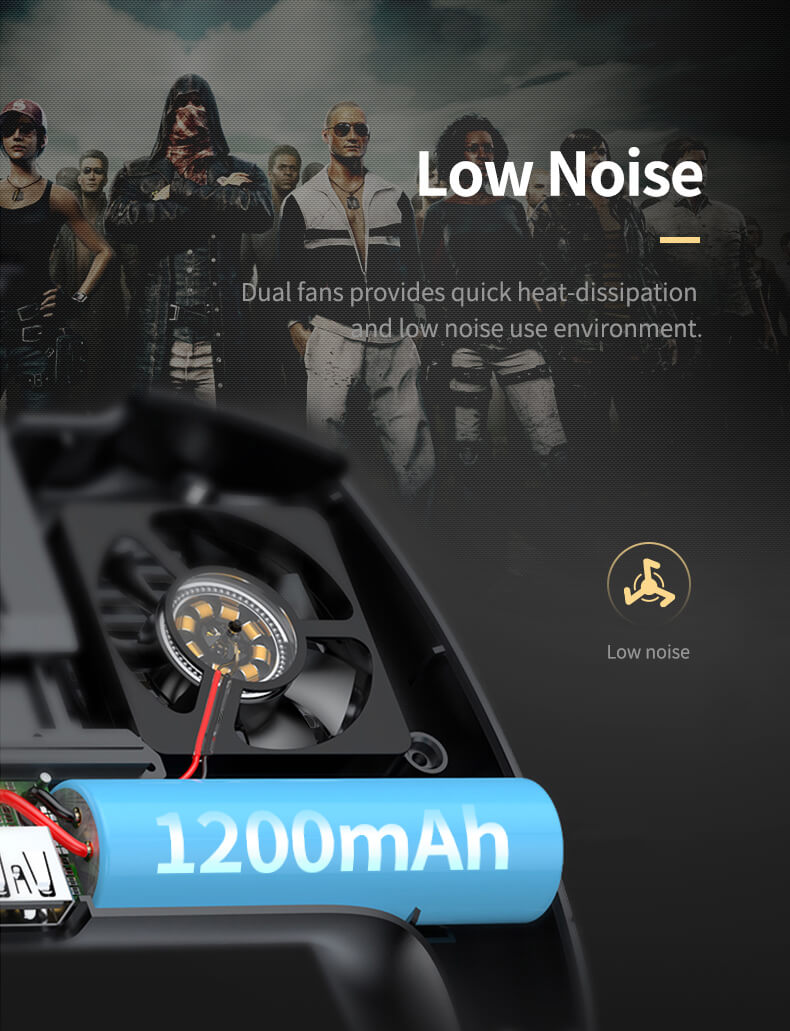 Low Noise
Dual fans provides quick heat-dissipation
and low noise use environment.
Low noise
1200mAh